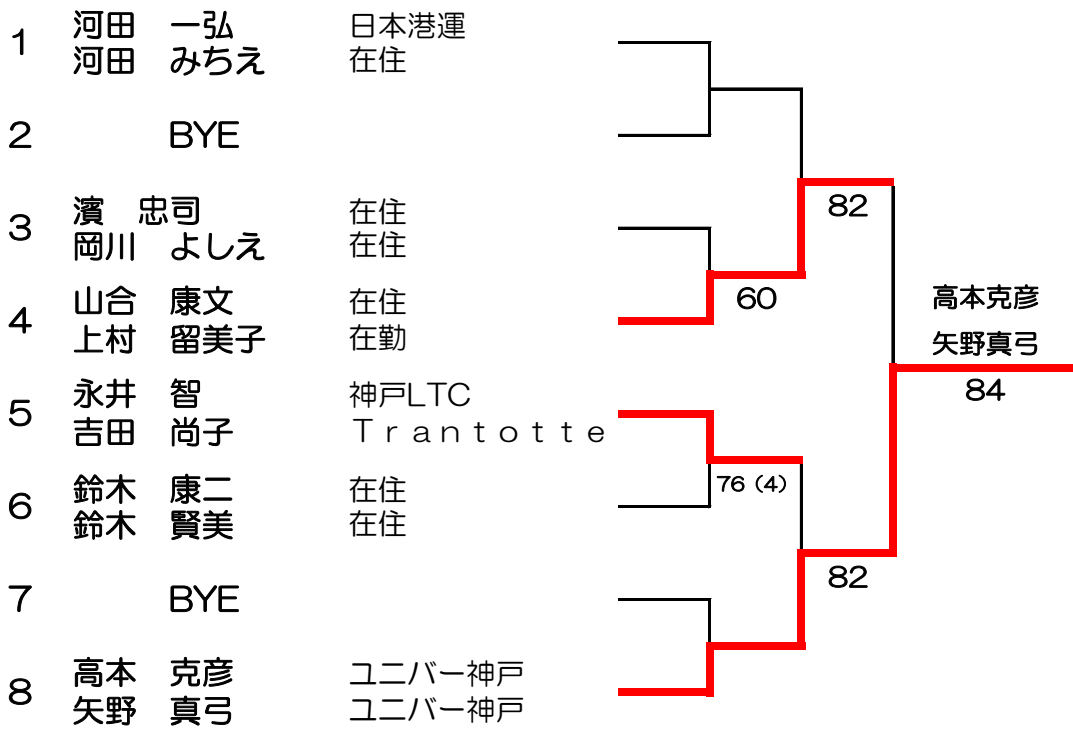 1 河田 一弘 日本港運
河田 みちえ 在住
2 BYE
3 濱 忠司 在住
岡川 よしえ 在住
82
4 山合 康文 在住
上村 留美子 在勤
60
高本克彦
矢野真弓
84
5 永井 智 神戸LTC
吉田 尚子 Ｔｒａｎｔｏｔｔｅ
6 鈴木 康二 在住
鈴木 賢美 在住
76（4）
7 BYE
82
8 高本 克彦 ユニバー神戸
矢野 真弓 ユニバー神戸